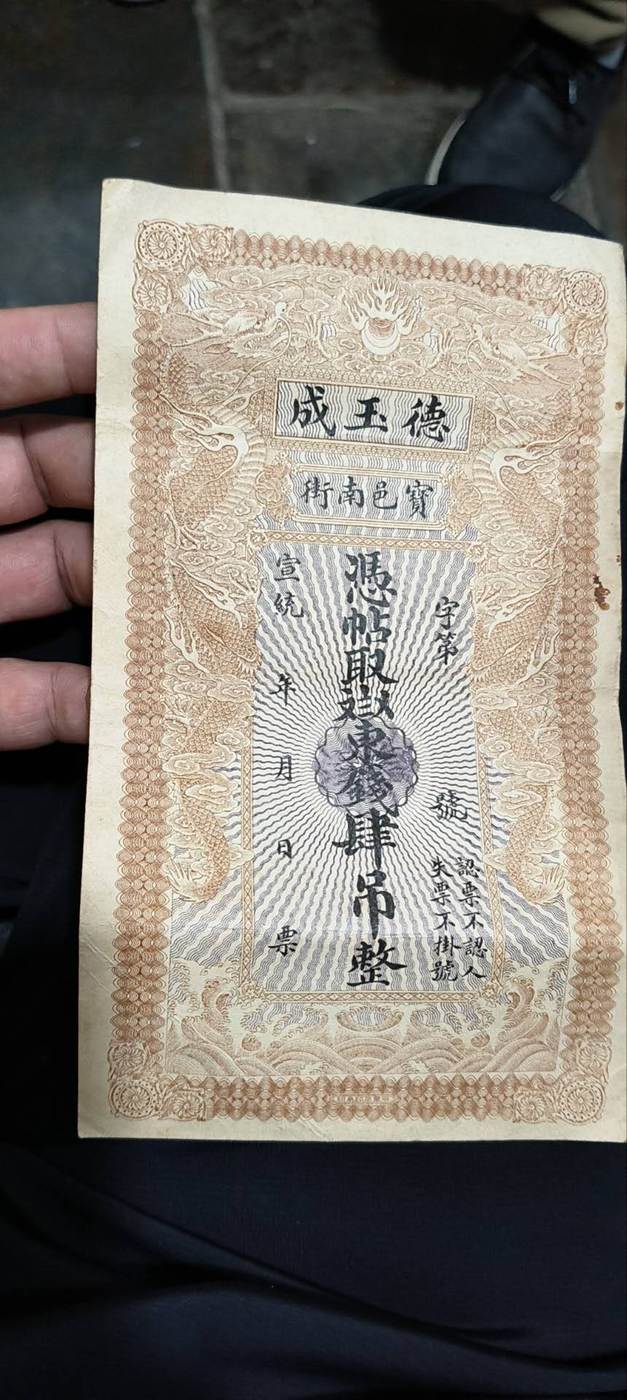 德玉成
寶邑南街
字第 號
認票不認人
失票不掛號
憑帖取 東錢肆吊整
宣統 年 月 日 票